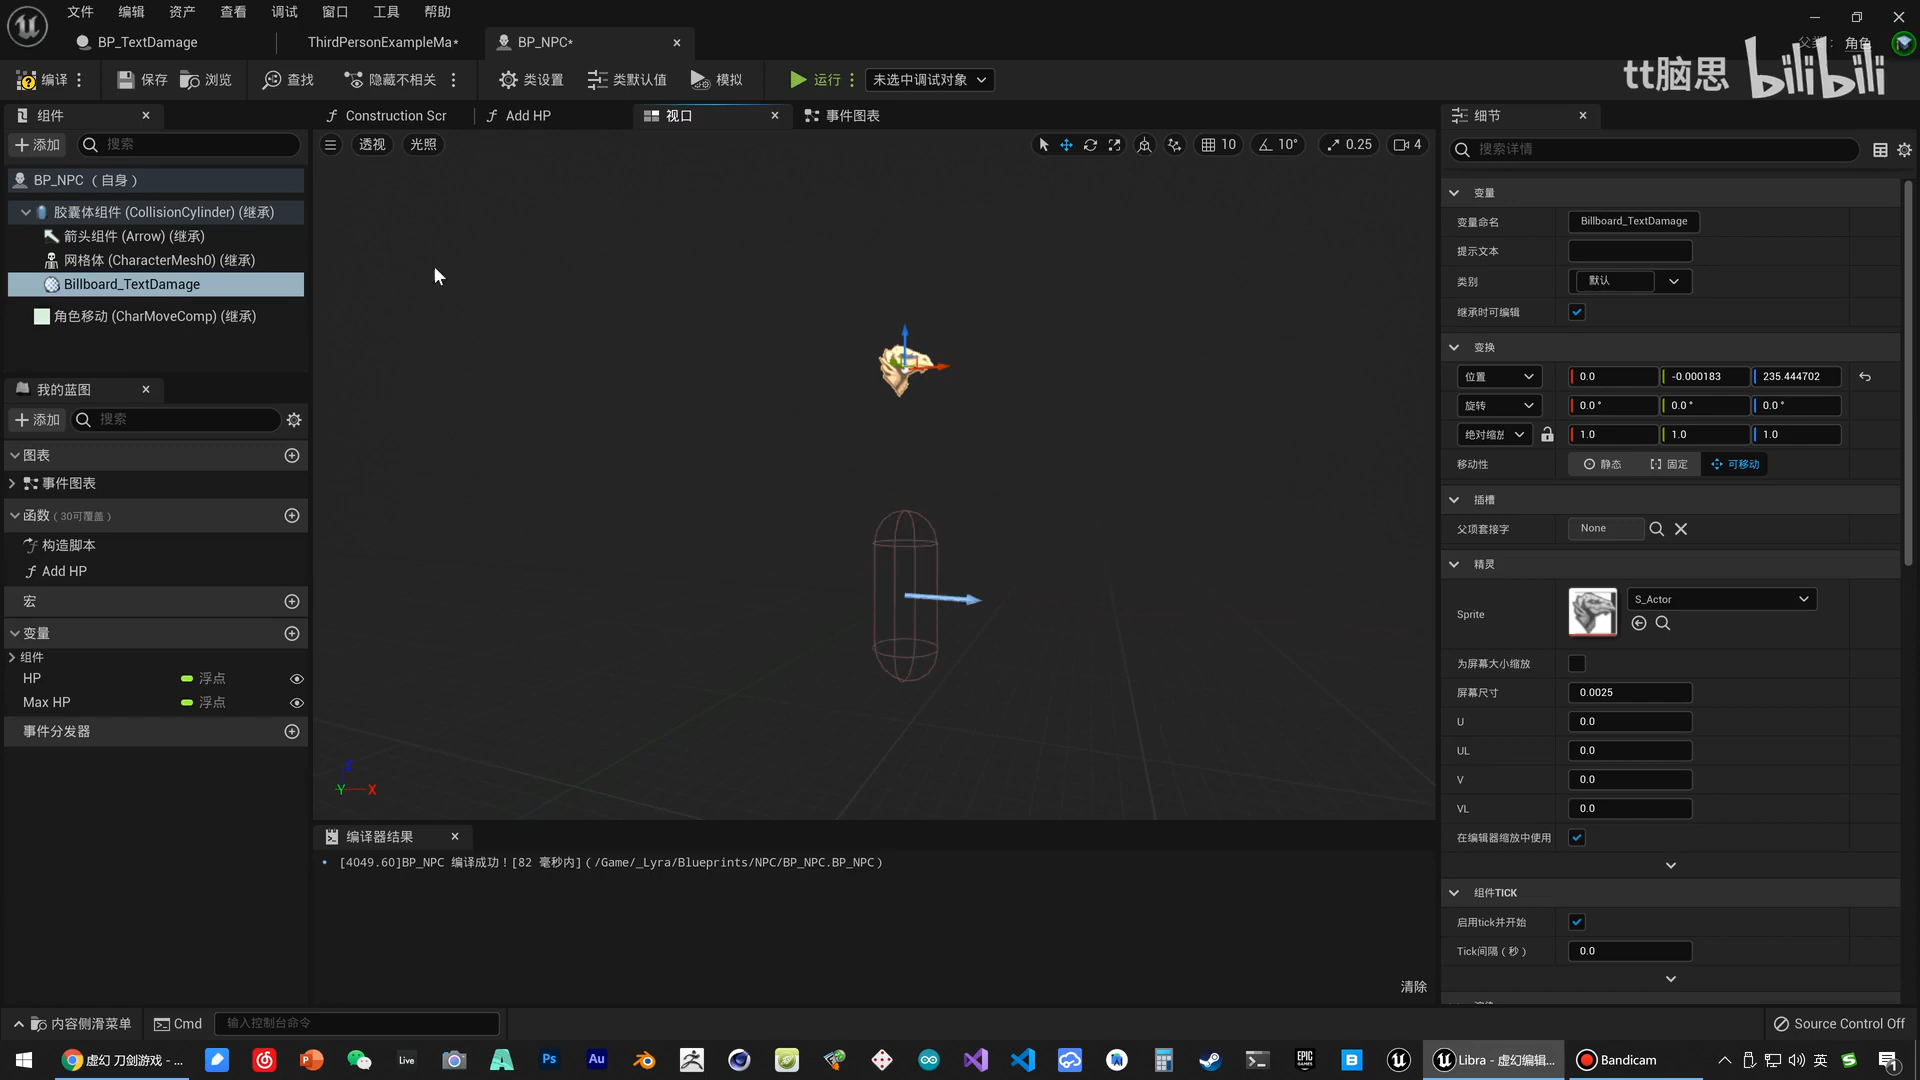 文件 编辑 资产 查看 调试 窗口 工具 帮助
BP_TextDamage
ThirdPersonExampleMa*
BP_NPC*
角色
编译 保存 浏览 查找 隐藏不相关 类设置 类默认值 模拟 运行 未选中调试对象
tt脑思 bilibili
组件
添加
搜索
BP_NPC （自身）
胶囊体组件 (CollisionCylinder) (继承)
箭头组件 (Arrow) (继承)
网格体 (CharacterMesh0) (继承)
Billboard_TextDamage
角色移动 (CharMoveComp) (继承)
我的蓝图
添加
搜索
图表
事件图表
函数（30可覆盖）
构造脚本
Add HP
宏
变量
组件
HP 浮点
Max HP 浮点
事件分发器
Construction Scr
Add HP
视口
事件图表
透视 光照
10 10° 0.25 4
Z
Y X
编译器结果
[4049.60]BP_NPC 编译成功！[82 毫秒内]（/Game/_Lyra/Blueprints/NPC/BP_NPC.BP_NPC）
清除
细节
搜索详情
变量
变量命名 Billboard_TextDamage
提示文本
类别 默认
继承时可编辑
变换
位置 0.0 -0.000183 235.444702
旋转 0.0° 0.0° 0.0°
绝对缩放 1.0 1.0 1.0
移动性 静态 固定 可移动
插槽
父项套接字 None
精灵
Sprite S_Actor
为屏幕大小缩放
屏幕尺寸 0.0025
U 0.0
UL 0.0
V 0.0
VL 0.0
在编辑器缩放中使用
组件TICK
启用tick并开始
Tick间隔（秒） 0.0
内容侧滑菜单
Cmd
输入控制台命令
Source Control Off
虚幻 刀剑游戏 - ...
Live
Ps
Au
EPIC GAMES
B
Libra - 虚幻编辑...
Bandicam
英
1